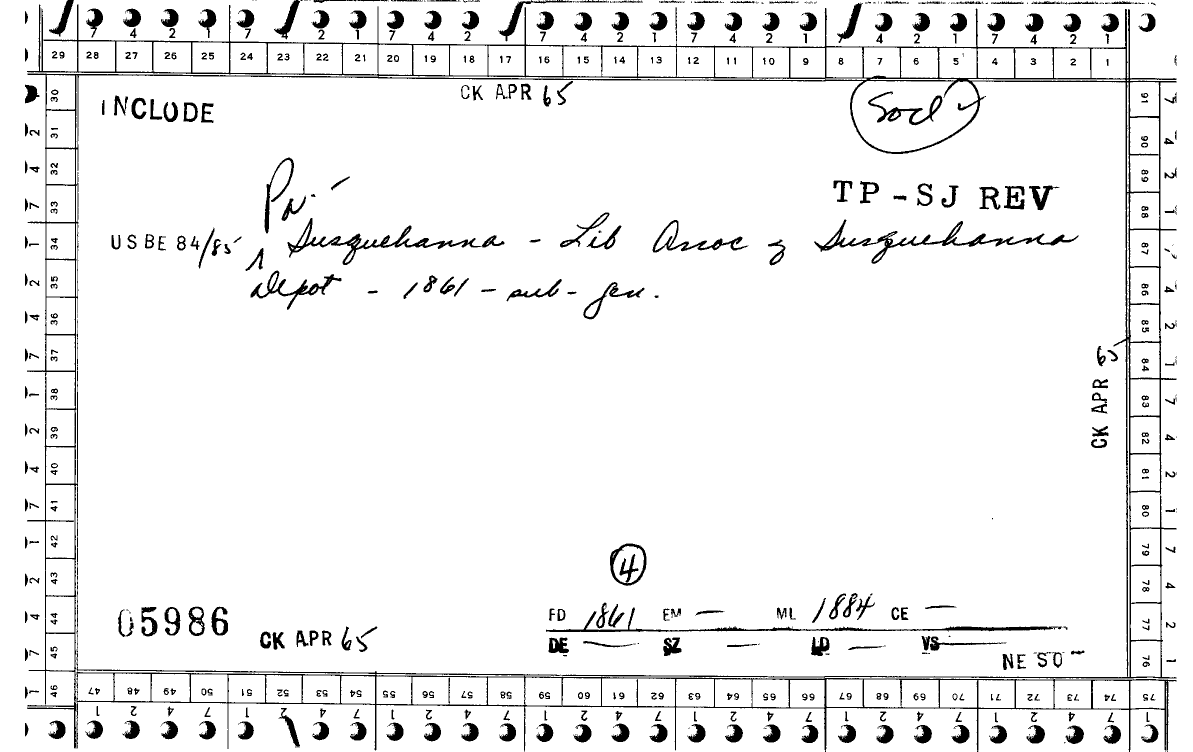 7 4 2 1 7 4 2 1 7 4 2 1 7 4 2 1 7 4 2 1 7 4 2 1 7 4 2 1
29 28 27 26 25 24 23 22 21 20 19 18 17 16 15 14 13 12 11 10 9 8 7 6 5 4 3 2 1
CK APR 65
INCLUDE
Socl ✓
Pa.
TP-SJ REV
USBE 84/85 Susquehanna - Lib Assoc of Susquehanna
Depot - 1861 - sub - gen.
CK APR 65
4
FD 1861 EM — ML 1884 CE —
05986
CK APR 65
DE — SZ — LP — VS —
NE SO -
30 31 32 33 34 35 36 37 38 39 40 41 42 43 44 45 46
91 90 89 88 87 86 85 84 83 82 81 80 79 78 77 76
47 48 49 50 51 52 53 54 55 56 57 58 59 60 61 62 63 64 65 66 67 68 69 70 71 72 73 74 75
1 2 4 7 1 2 4 7 1 2 4 7 1 2 4 7 1 2 4 7 1 2 4 7 1 2 4 7 1